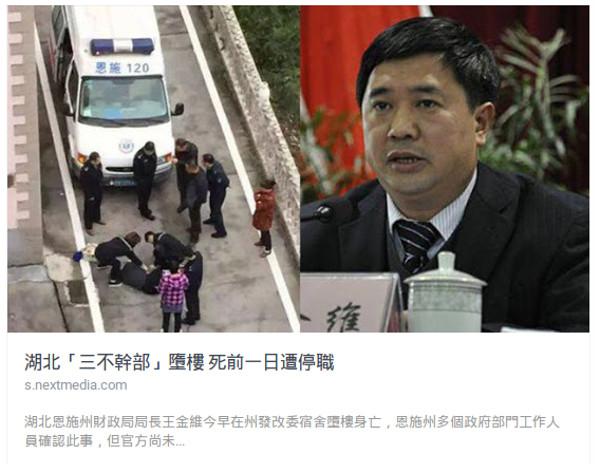 恩施 120
維
湖北「三不幹部」墮樓 死前一日遭停職
s.nextmedia.com
湖北恩施州財政局局長王金維今早在州發改委宿舍墮樓身亡，恩施州多個政府部門工作人
員確認此事，但官方尚未...